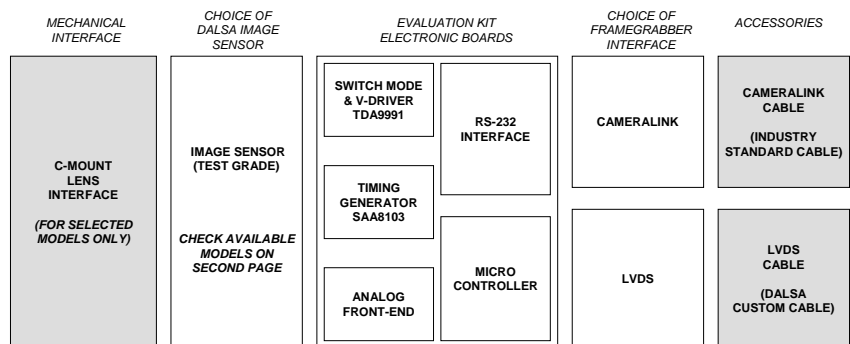 MECHANICAL
INTERFACE
CHOICE OF
DALSA IMAGE
SENSOR
EVALUATION KIT
ELECTRONIC BOARDS
CHOICE OF
FRAMEGRABBER
INTERFACE
ACCESSORIES
C-MOUNT
LENS
INTERFACE
(FOR SELECTED
MODELS ONLY)
IMAGE SENSOR
(TEST GRADE)
CHECK AVAILABLE
MODELS ON
SECOND PAGE
SWITCH MODE
& V-DRIVER
TDA9991
TIMING
GENERATOR
SAA8103
ANALOG
FRONT-END
RS-232
INTERFACE
MICRO
CONTROLLER
CAMERALINK
LVDS
CAMERALINK
CABLE
(INDUSTRY
STANDARD CABLE)
LVDS
CABLE
(DALSA
CUSTOM CABLE)